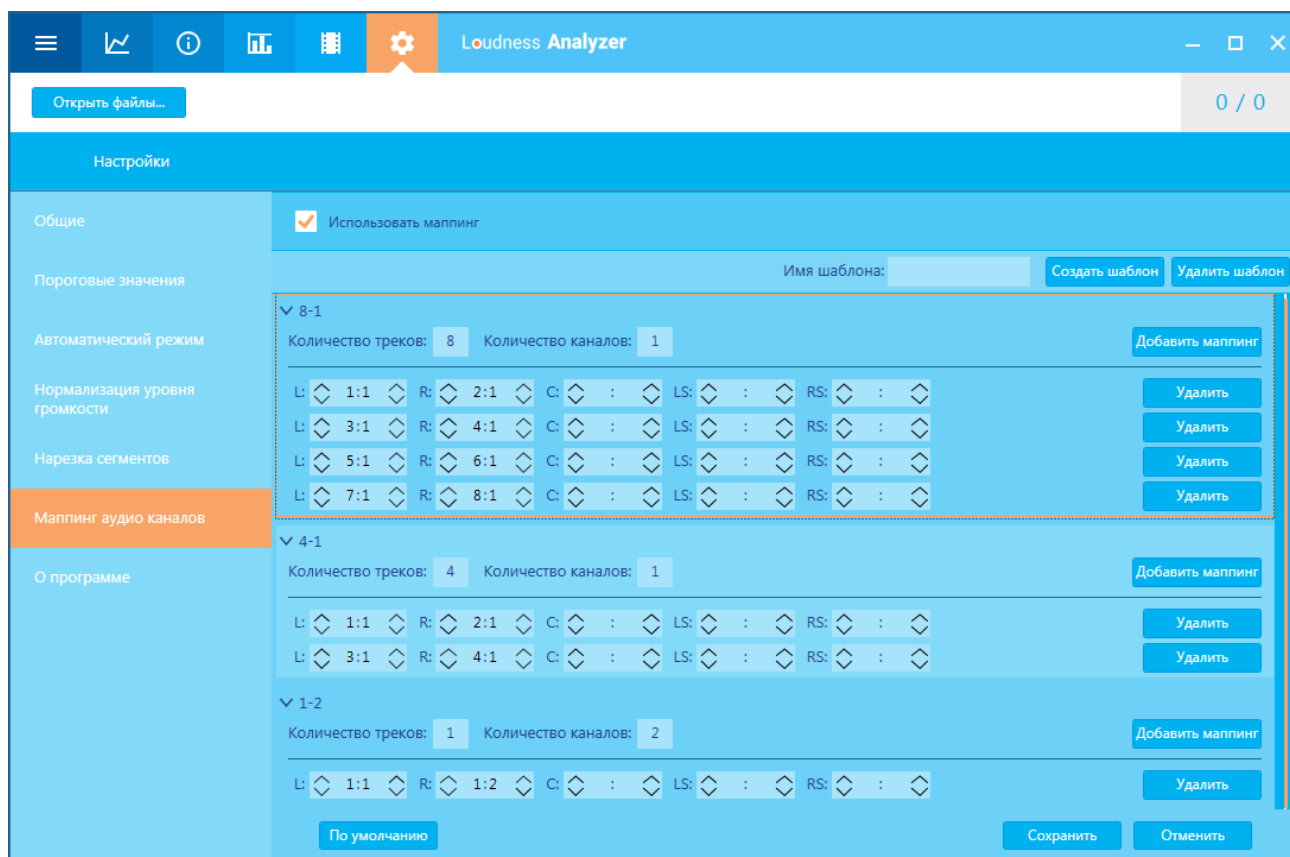 Loudness Analyzer
Открыть файлы...
0 / 0
Настройки
Общие
Пороговые значения
Автоматический режим
Нормализация уровня
громкости
Нарезка сегментов
Маппинг аудио каналов
О программе
Использовать маппинг
Имя шаблона: Создать шаблон Удалить шаблон
8-1
Количество треков: 8 Количество каналов: 1 Добавить маппинг
L: 1:1 R: 2:1 C: : LS: : RS: : Удалить
L: 3:1 R: 4:1 C: : LS: : RS: : Удалить
L: 5:1 R: 6:1 C: : LS: : RS: : Удалить
L: 7:1 R: 8:1 C: : LS: : RS: : Удалить
4-1
Количество треков: 4 Количество каналов: 1 Добавить маппинг
L: 1:1 R: 2:1 C: : LS: : RS: : Удалить
L: 3:1 R: 4:1 C: : LS: : RS: : Удалить
1-2
Количество треков: 1 Количество каналов: 2 Добавить маппинг
L: 1:1 R: 1:2 C: : LS: : RS: : Удалить
По умолчанию Сохранить Отменить